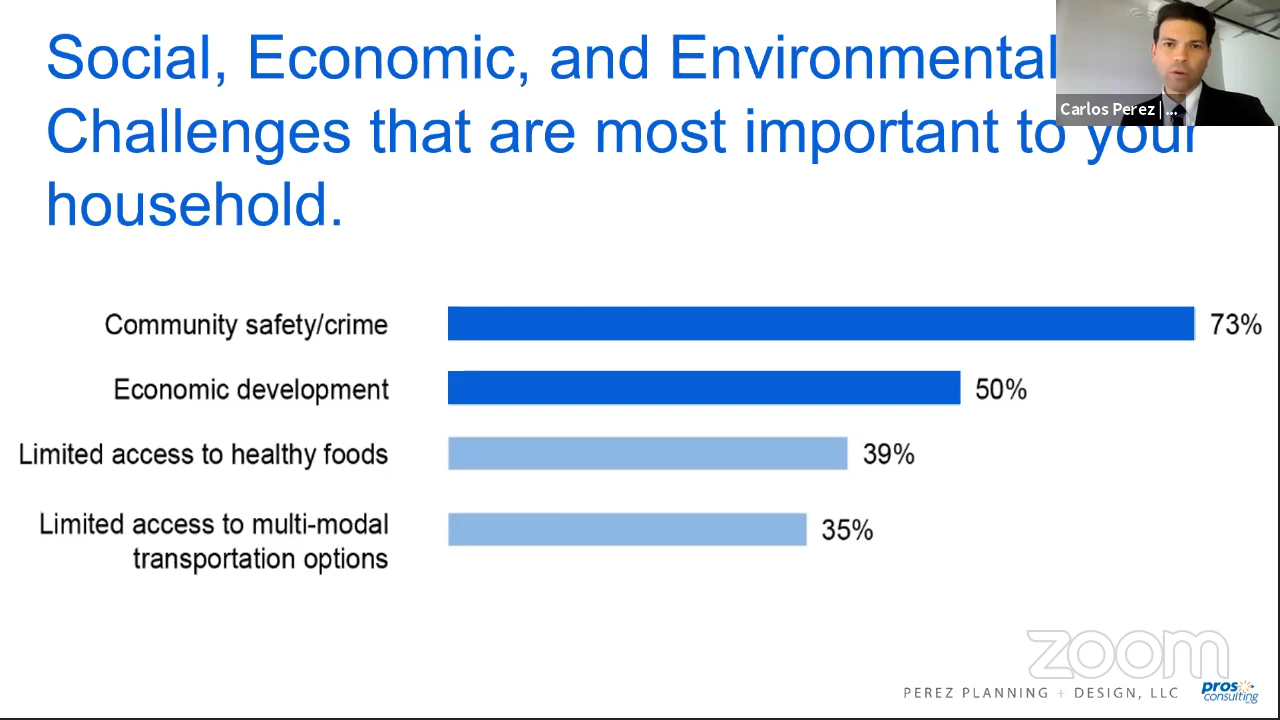 Social, Economic, and Environmental
Challenges that are most important to your
household.
Carlos Perez | ...
Community safety/crime
73%
Economic development
50%
Limited access to healthy foods
39%
Limited access to multi-modal
transportation options
35%
zoom
PEREZ PLANNING + DESIGN, LLC
pros
consulting